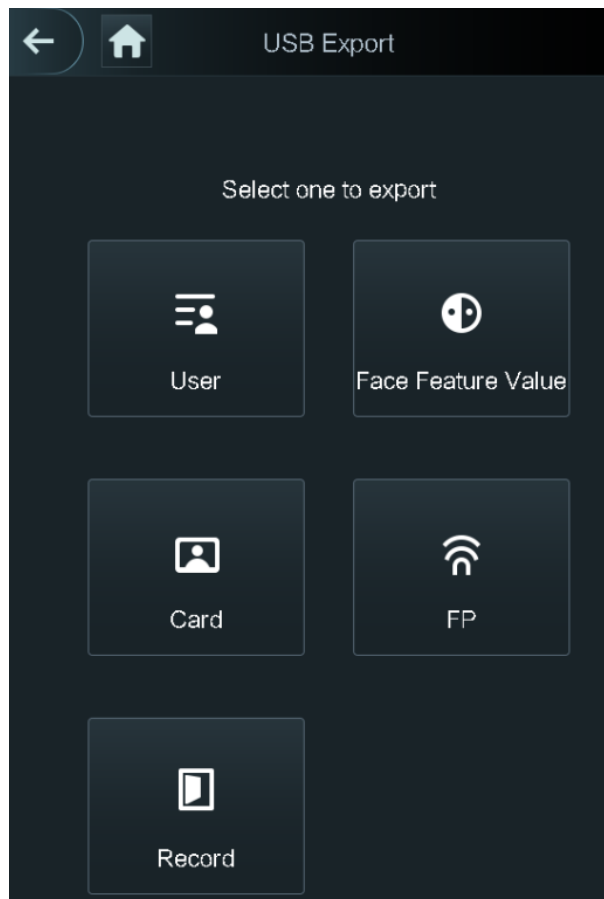 USB Export
Select one to export
User
Face Feature Value
Card
FP
Record